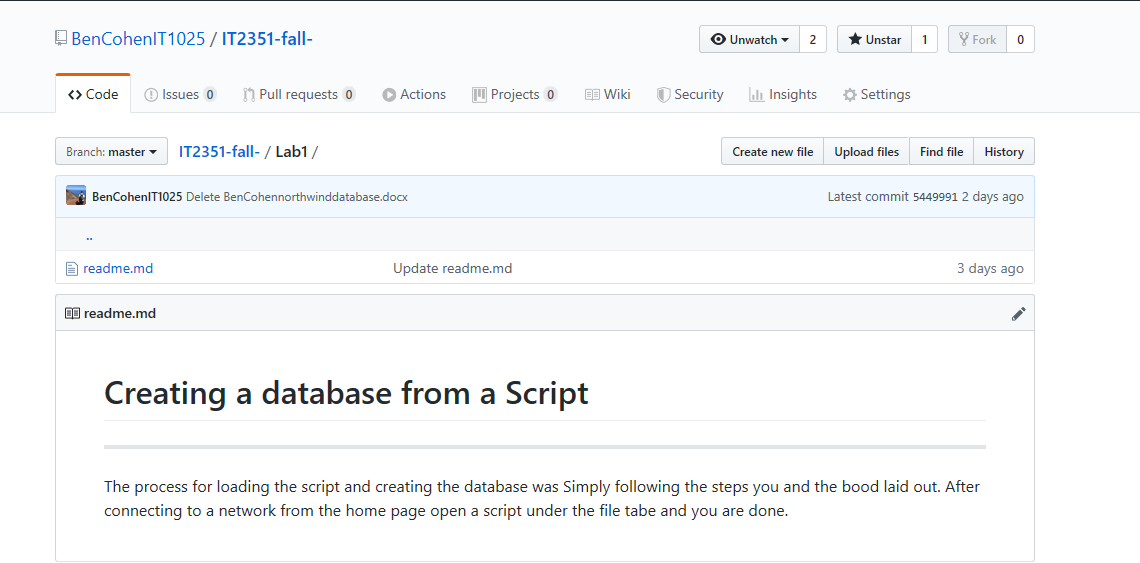 BenCohenIT1025 / IT2351-fall-
Unwatch 2 Unstar 1 Fork 0
Code Issues 0 Pull requests 0 Actions Projects 0 Wiki Security Insights Settings
Branch: master IT2351-fall- / Lab1 / Create new file Upload files Find file History
BenCohenIT1025 Delete BenCohennorthwinddatabase.docx Latest commit 5449991 2 days ago
..
readme.md Update readme.md 3 days ago
readme.md
Creating a database from a Script
The process for loading the script and creating the database was Simply following the steps you and the bood laid out. After
connecting to a network from the home page open a script under the file tabe and you are done.